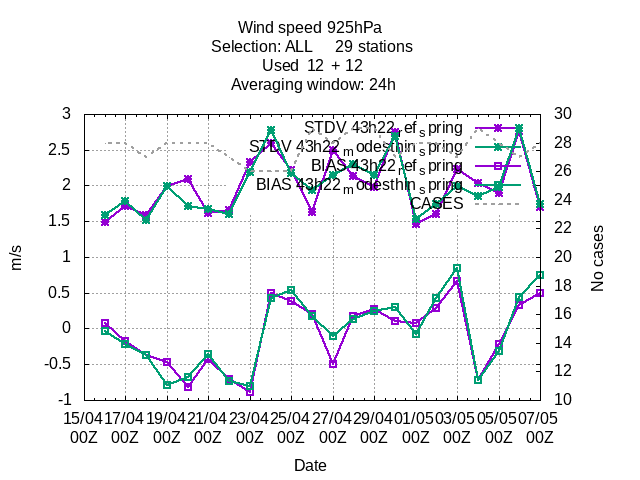 Wind speed 925hPa
Selection: ALL 29 stations
Used 12 + 12
Averaging window: 24h
3
2.5
2
1.5
1
0.5
0
-0.5
-1
m/s
30
28
26
24
22
20
18
16
14
12
10
No cases
STDV 43h22_ref_spring
STDV 43h22_modesthin_spring
BIAS 43h22_ref_spring
BIAS 43h22_modesthin_spring
CASES
15/04 17/04 19/04 21/04 23/04 25/04 27/04 29/04 01/05 03/05 05/05 07/05
00Z 00Z 00Z 00Z 00Z 00Z 00Z 00Z 00Z 00Z 00Z 00Z
Date